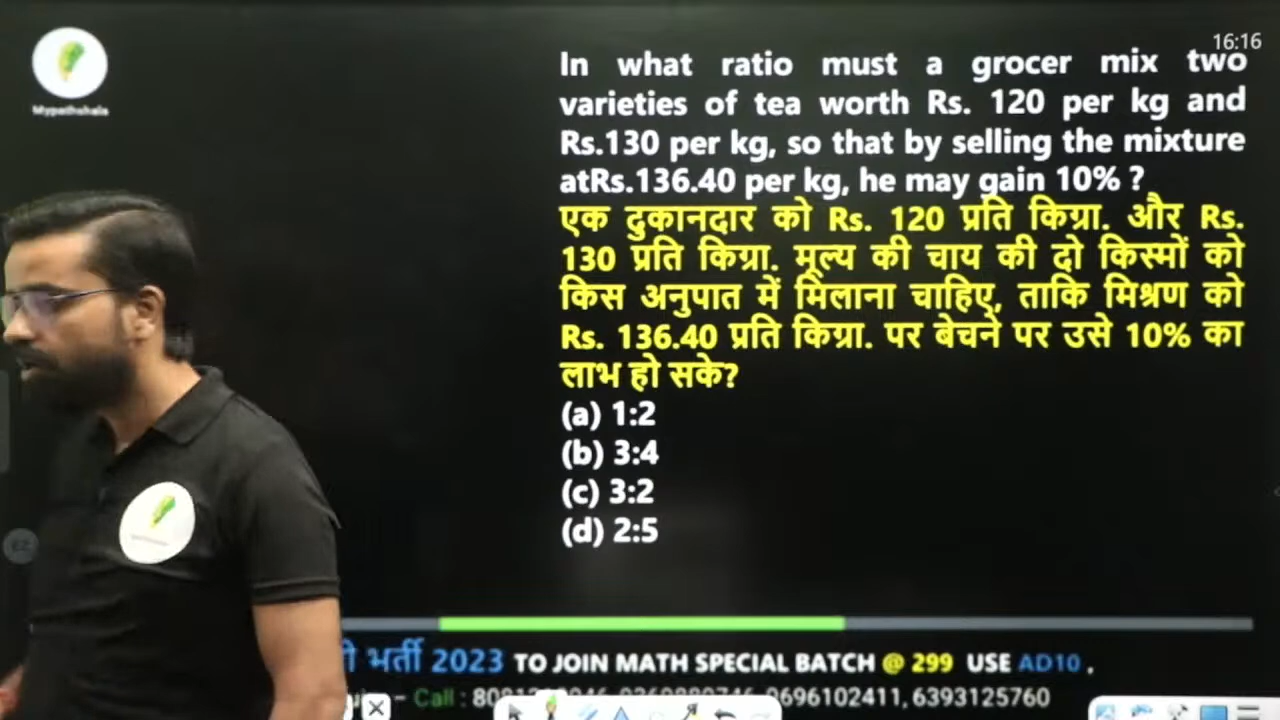 16:16
Mypathshala
In what ratio must a grocer mix two
varieties of tea worth Rs. 120 per kg and
Rs.130 per kg, so that by selling the mixture
atRs.136.40 per kg, he may gain 10% ?
एक दुकानदार को Rs. 120 प्रति किग्रा. और Rs.
130 प्रति किग्रा. मूल्य की चाय की दो किस्मों को
किस अनुपात में मिलाना चाहिए, ताकि मिश्रण को
Rs. 136.40 प्रति किग्रा. पर बेचने पर उसे 10% का
लाभ हो सके?
(a) 1:2
(b) 3:4
(c) 3:2
(d) 2:5
भर्ती 2023 TO JOIN MATH SPECIAL BATCH @ 299 USE AD10 .
– Call : 9696102411, 6393125760